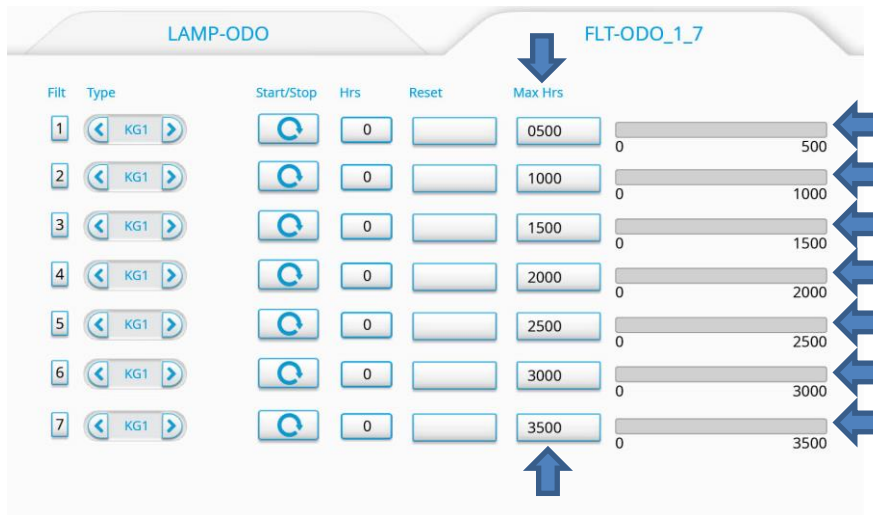 LAMP-ODO FLT-ODO_1_7
Filt Type Start/Stop Hrs Reset Max Hrs
1 KG1 0 0500
0 500
2 KG1 0 1000
0 1000
3 KG1 0 1500
0 1500
4 KG1 0 2000
0 2000
5 KG1 0 2500
0 2500
6 KG1 0 3000
0 3000
7 KG1 0 3500
0 3500